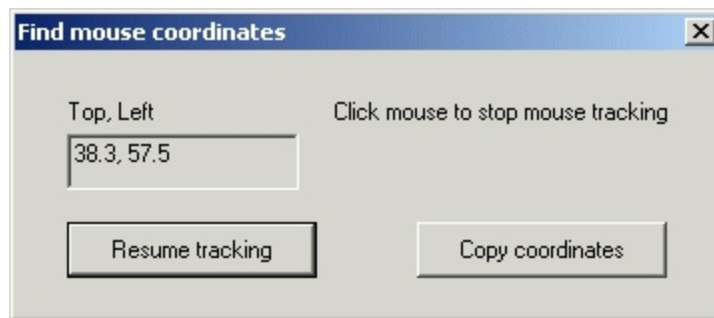 Find mouse coordinates
Top, Left
Click mouse to stop mouse tracking
38.3, 57.5
Resume tracking
Copy coordinates